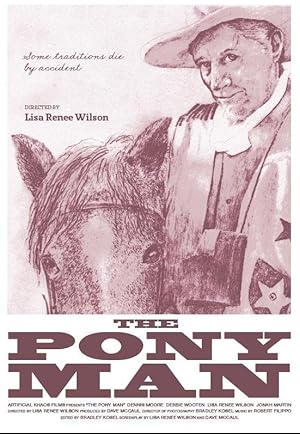 Some traditions die
by accident
DIRECTED BY
Lisa Renee Wilson
THE
PONY
MAN
ARTIFICIAL KHAOS FILMS PRESENTS "THE PONY MAN" DENNIS MOORE DEBBIE WOOTEN LISA RENEE WILSON JONAH MARTIN
DIRECTED BY LISA RENEE WILSON PRODUCED BY DAVE MCCAUL DIRECTOR OF PHOTOGRAPHY BRADLEY KOBEL MUSIC BY ROBERT FILIPPO
EDITED BY BRADLEY KOBEL SCREENPLAY BY LISA RENEE WILSON AND DAVE MCCAUL